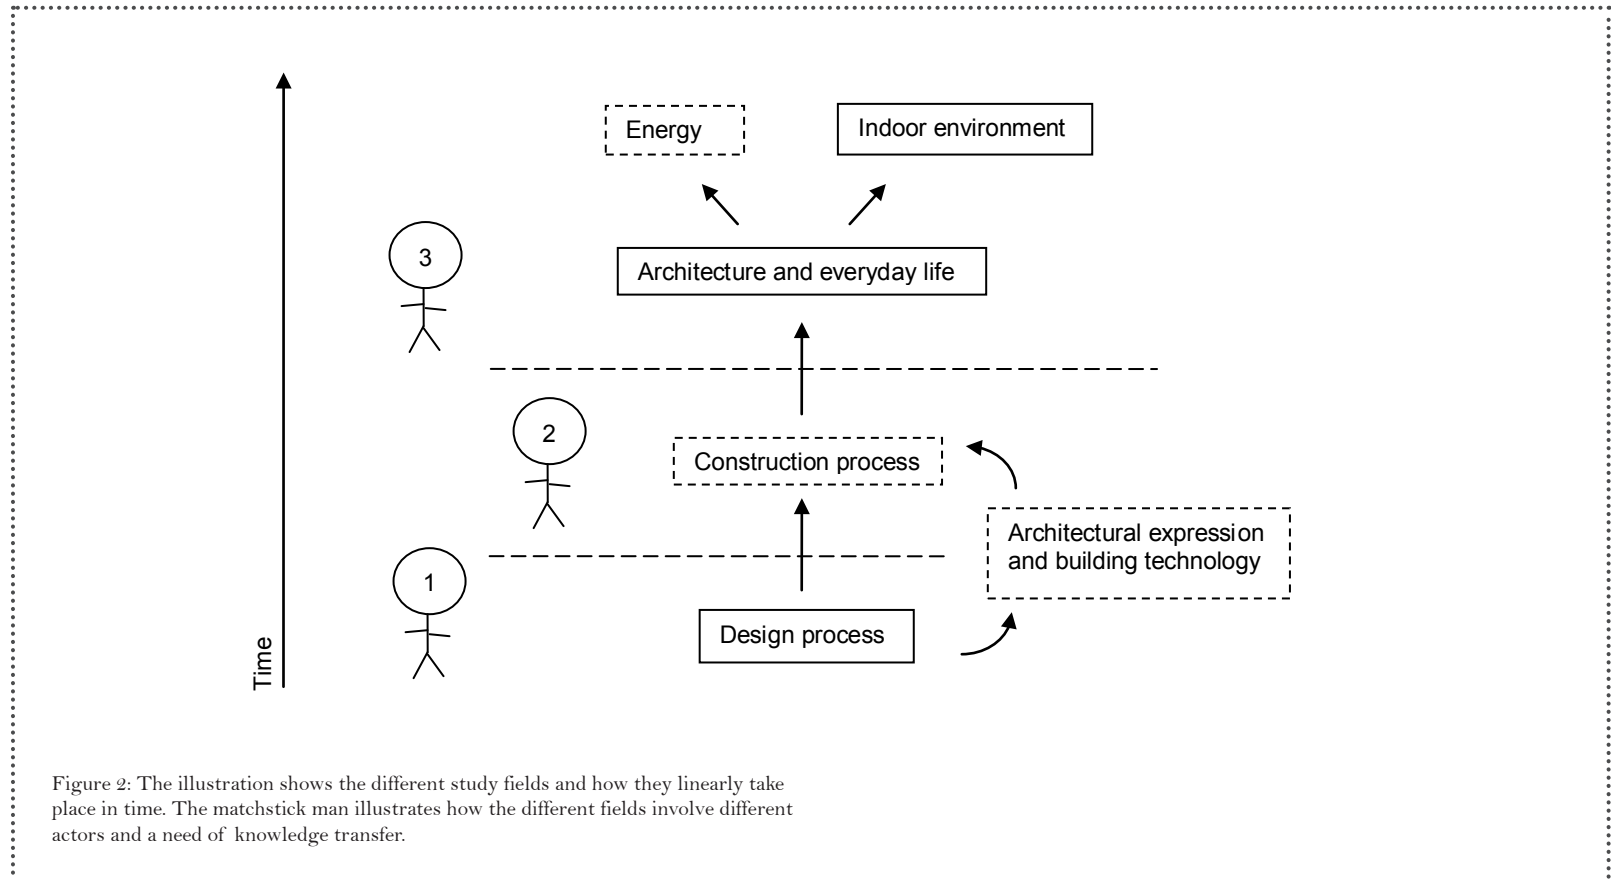 Energy
Indoor environment
3
Architecture and everyday life
2
Construction process
Architectural expression
and building technology
1
Design process
Time
Figure 2: The illustration shows the different study fields and how they linearly take
place in time. The matchstick man illustrates how the different fields involve different
actors and a need of knowledge transfer.